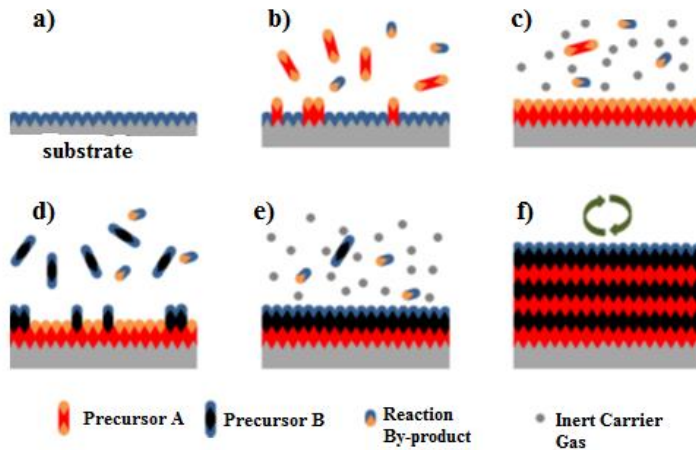 a)
b)
c)
substrate
d)
e)
f)
Precursor A
Precursor B
Reaction
By-product
Inert Carrier
Gas